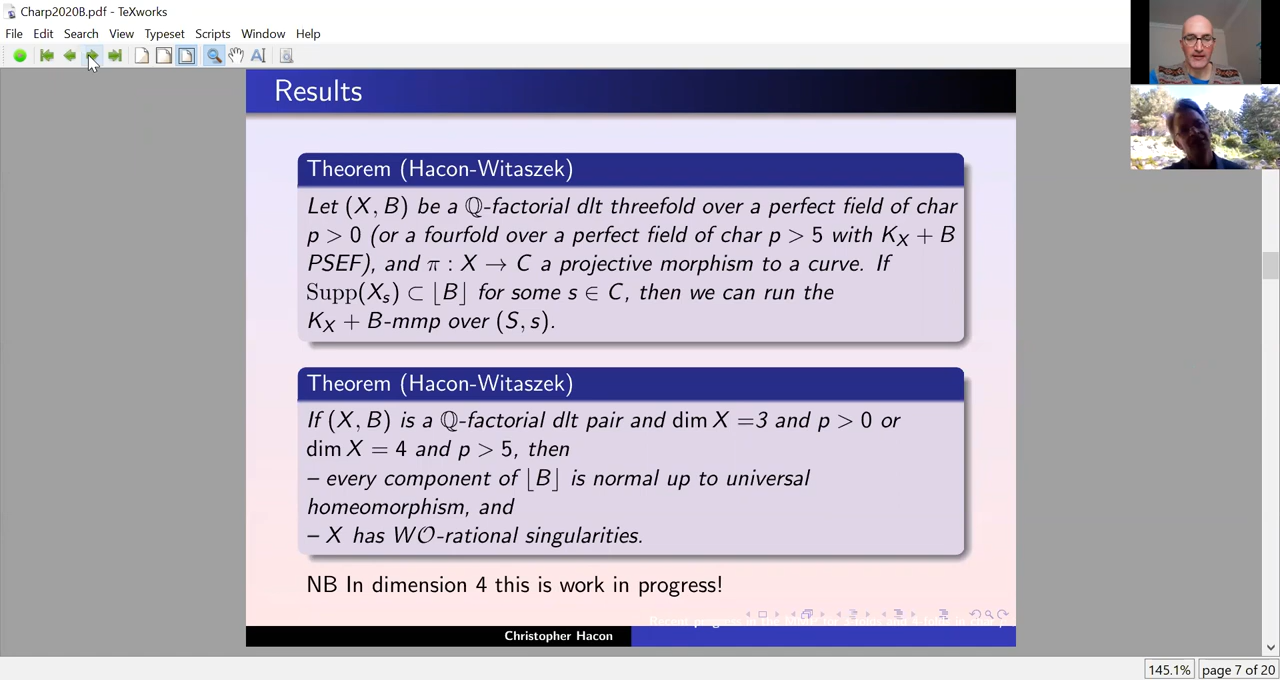 Charp2020B.pdf - TeXworks
File Edit Search View Typeset Scripts Window Help
Results
Theorem (Hacon-Witaszek)
Let (X, B) be a ℚ-factorial dlt threefold over a perfect field of char
p > 0 (or a fourfold over a perfect field of char p > 5 with K_X + B
PSEF), and π : X → C a projective morphism to a curve. If
Supp(X_s) ⊂ ⌊B⌋ for some s ∈ C, then we can run the
K_X + B-mmp over (S, s).
Theorem (Hacon-Witaszek)
If (X, B) is a ℚ-factorial dlt pair and dim X =3 and p > 0 or
dim X = 4 and p > 5, then
– every component of ⌊B⌋ is normal up to universal
homeomorphism, and
– X has W𝒪-rational singularities.
NB In dimension 4 this is work in progress!
Christopher Hacon
145.1% page 7 of 20